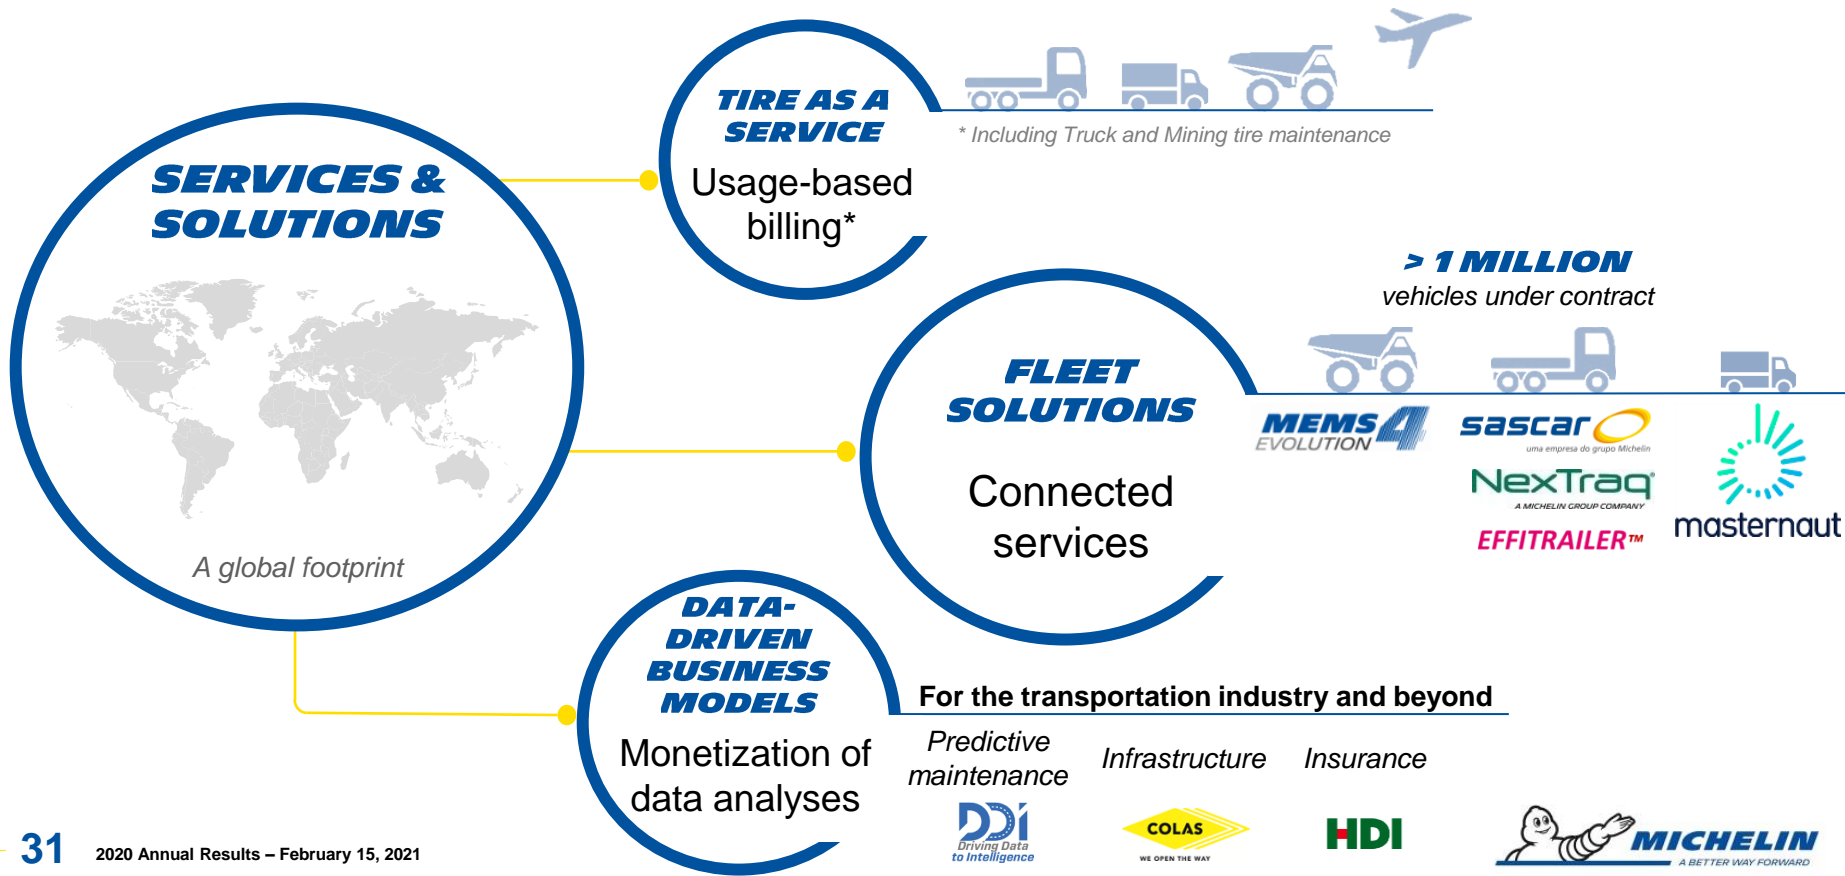 SERVICES &
SOLUTIONS
A global footprint
TIRE AS A
SERVICE
Usage-based
billing*
* Including Truck and Mining tire maintenance
FLEET
SOLUTIONS
Connected
services
> 1 MILLION
vehicles under contract
MEMS4
EVOLUTION
sascar
uma empresa do grupo Michelin
NexTraq®
A MICHELIN GROUP COMPANY
EFFITRAILER™
masternaut
DATA-
DRIVEN
BUSINESS
MODELS
Monetization of
data analyses
For the transportation industry and beyond
Predictive
maintenance
Infrastructure
Insurance
DDi
Driving Data
to Intelligence
COLAS
WE OPEN THE WAY
HDI
31
2020 Annual Results – February 15, 2021
MICHELIN
A BETTER WAY FORWARD